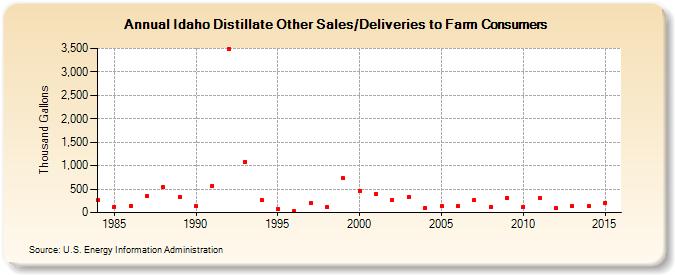 Annual Idaho Distillate Other Sales/Deliveries to Farm Consumers
Thousand Gallons
3,500
3,000
2,500
2,000
1,500
1,000
500
0
1985 1990 1995 2000 2005 2010 2015
Source: U.S. Energy Information Administration